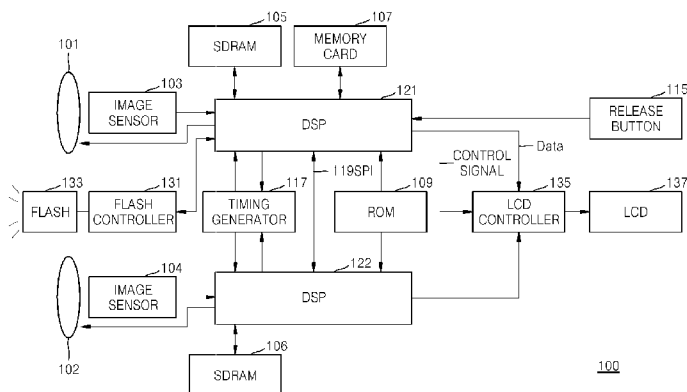 105
SDRAM
107
MEMORY
CARD
101
103
IMAGE
SENSOR
121
DSP
115
RELEASE
BUTTON
Data
CONTROL
SIGNAL
133
FLASH
131
FLASH
CONTROLLER
117
TIMING
GENERATOR
119SPI
109
ROM
135
LCD
CONTROLLER
137
LCD
104
IMAGE
SENSOR
122
DSP
102
106
SDRAM
100